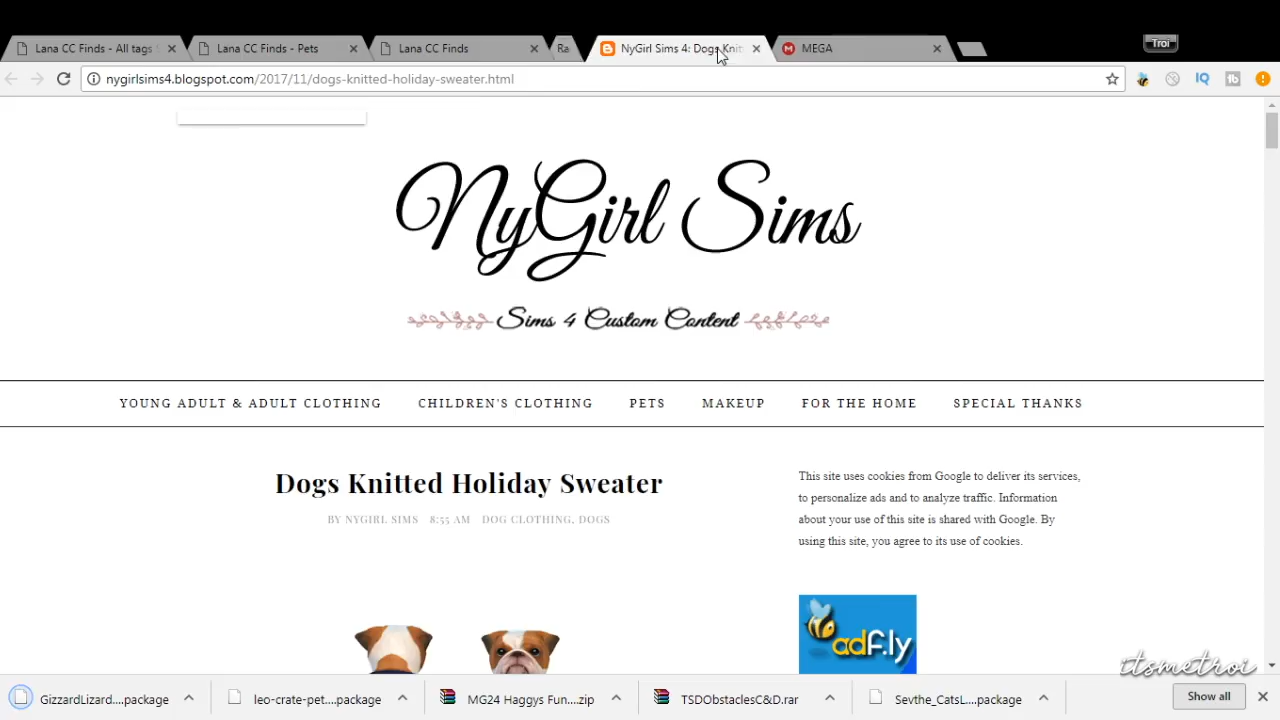 Lana CC Finds - All tags
Lana CC Finds - Pets
Lana CC Finds
Ra
NyGirl Sims 4: Dogs Knit
MEGA
Troi
nygirlsims4.blogspot.com/2017/11/dogs-knitted-holiday-sweater.html
IQ
tb
NyGirl Sims
Sims 4 Custom Content
YOUNG ADULT & ADULT CLOTHING
CHILDREN'S CLOTHING
PETS
MAKEUP
FOR THE HOME
SPECIAL THANKS
Dogs Knitted Holiday Sweater
BY NYGIRL SIMS 8:55 AM DOG CLOTHING, DOGS
This site uses cookies from Google to deliver its services,
to personalize ads and to analyze traffic. Information
about your use of this site is shared with Google. By
using this site, you agree to its use of cookies.
adf.ly
itsmetroi
GizzardLizard....package
leo-crate-pet....package
MG24 Haggys Fun....zip
TSDObstaclesC&D.rar
Sevthe_CatsL....package
Show all